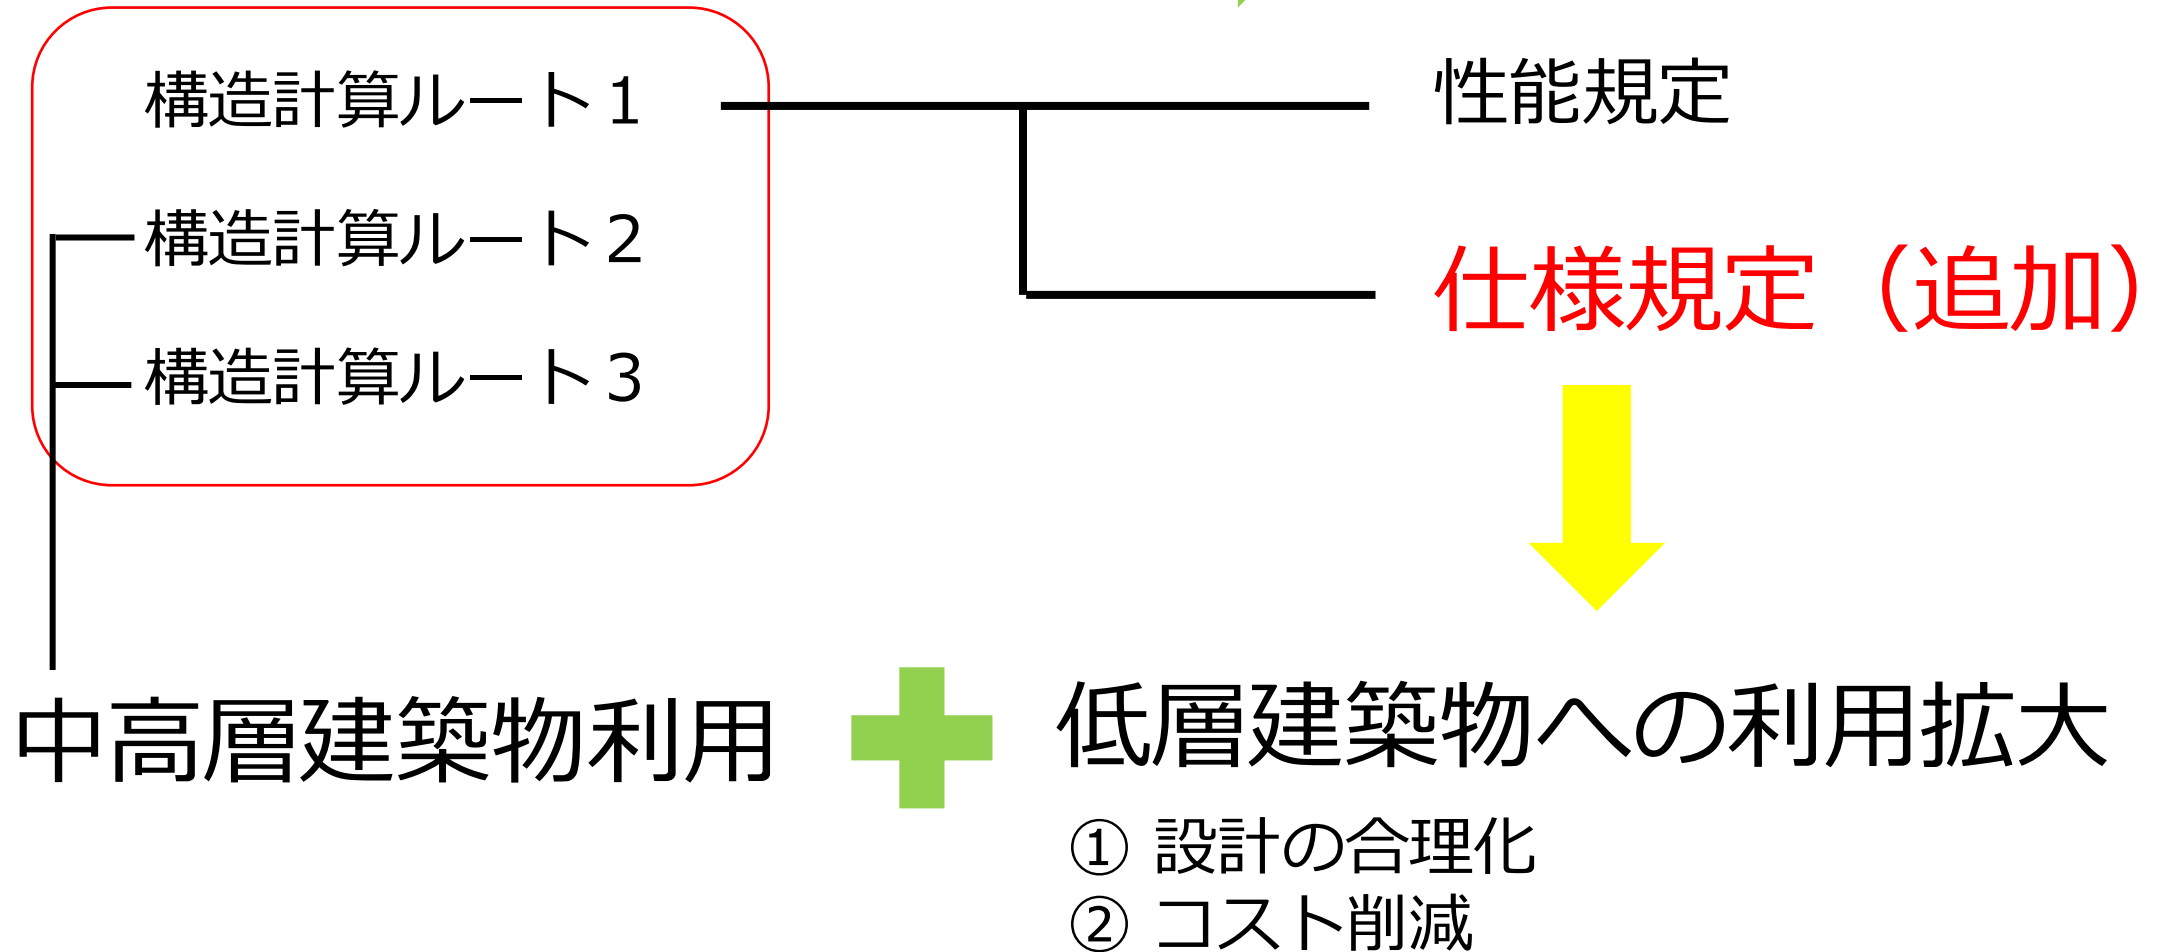 構造計算ルート1
構造計算ルート2
構造計算ルート3
性能規定
仕様規定（追加）
中高層建築物利用
低層建築物への利用拡大
① 設計の合理化
② コスト削減